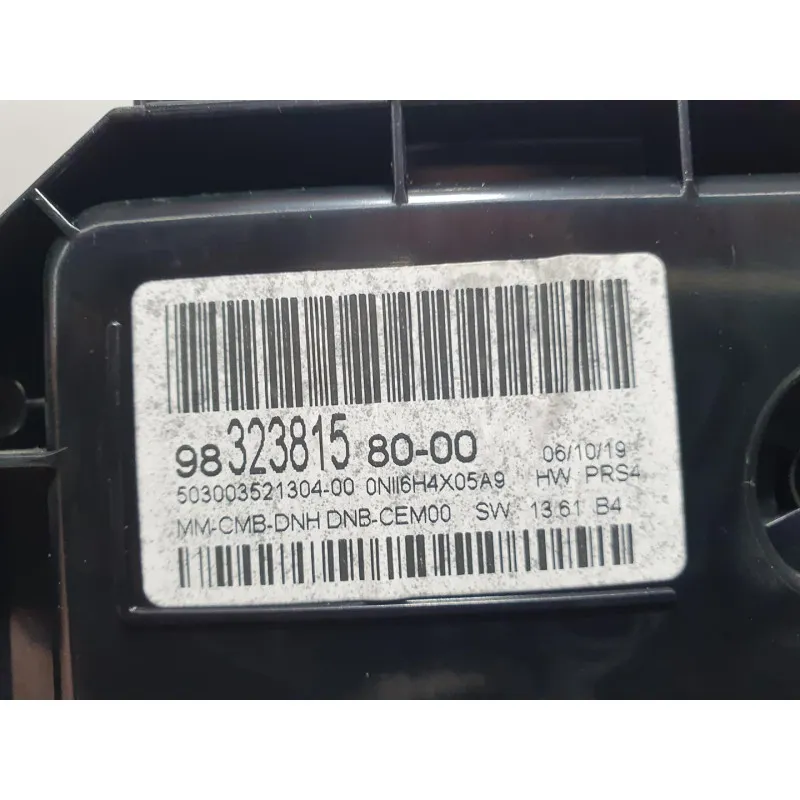 98 323815 80-00 06/10/19
503003521304-00 0NII6H4X05A9 HW PRS4
MM-CMB-DNH DNB-CEM00 SW 13.61 B4